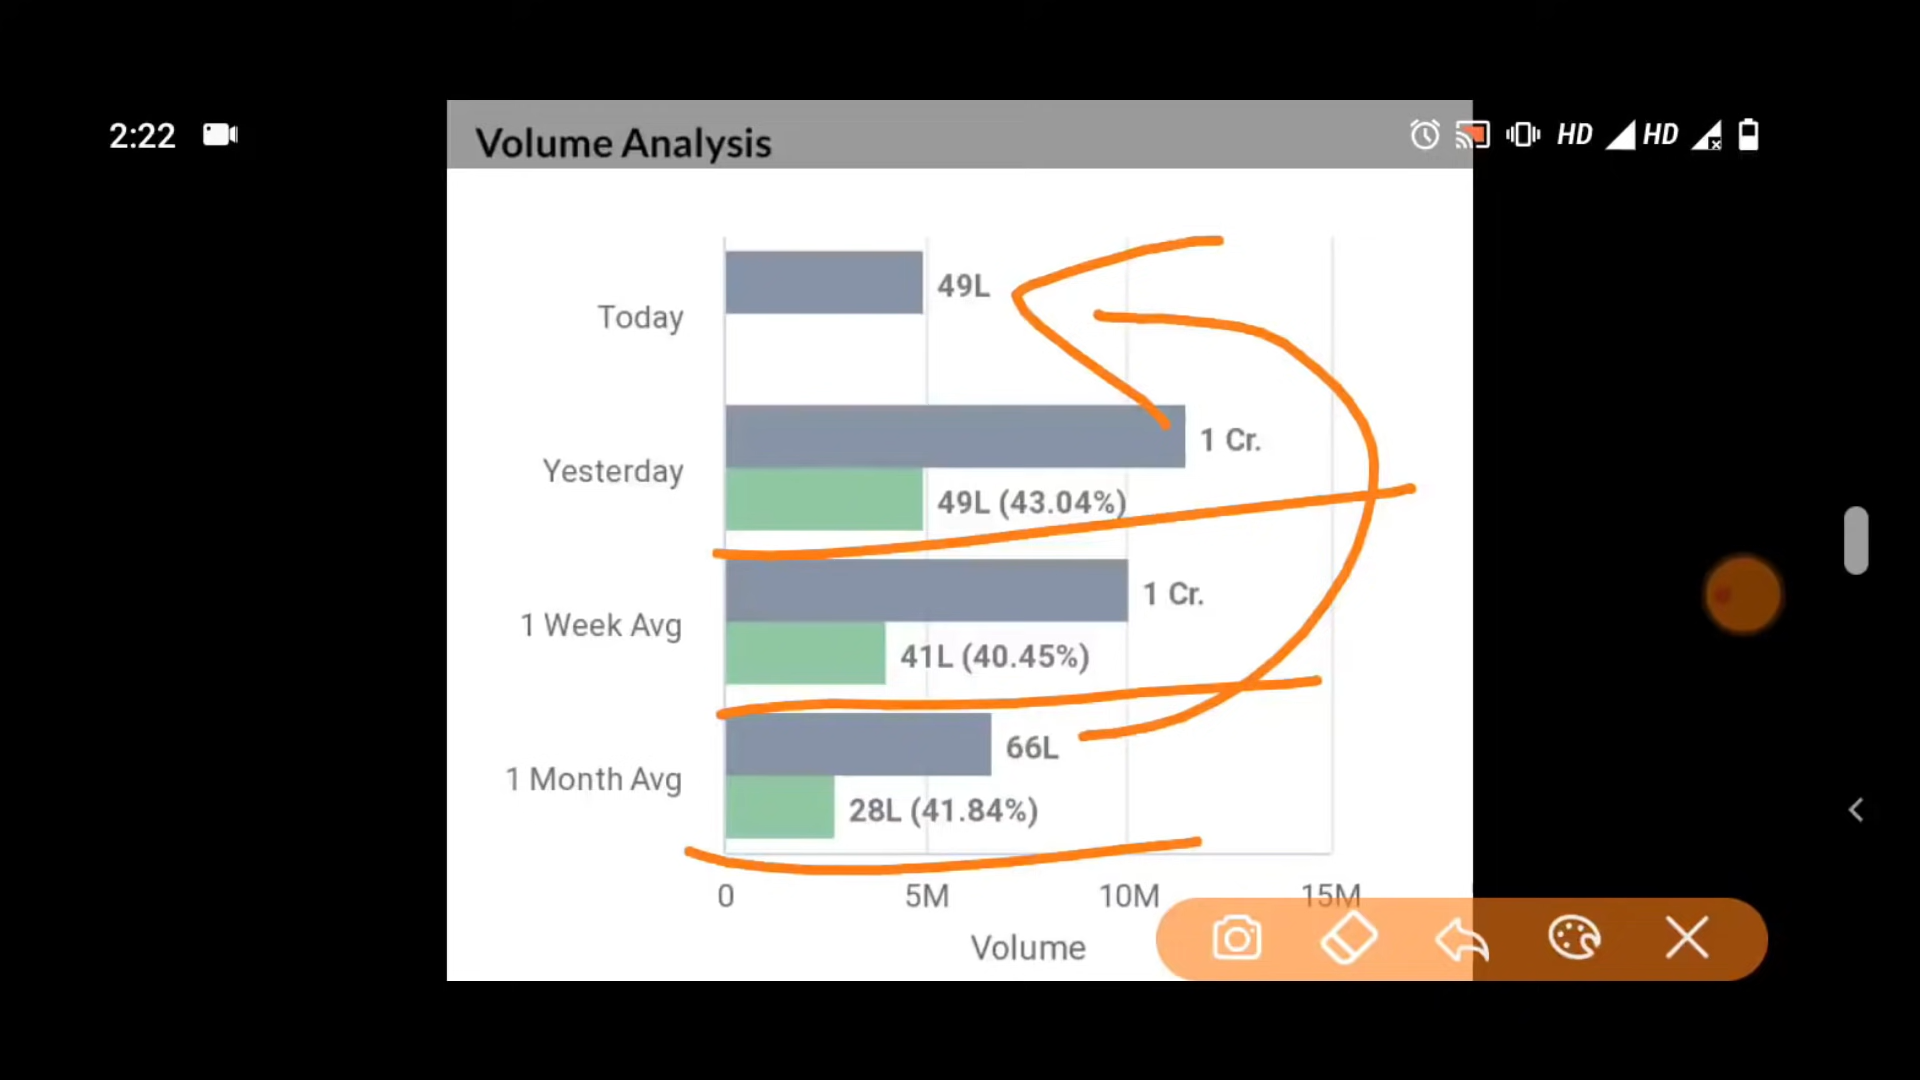 2:22
HD
HD
Volume Analysis
Today
49L
Yesterday
1 Cr.
49L (43.04%)
1 Week Avg
1 Cr.
41L (40.45%)
1 Month Avg
66L
28L (41.84%)
0 5M 10M 15M
Volume